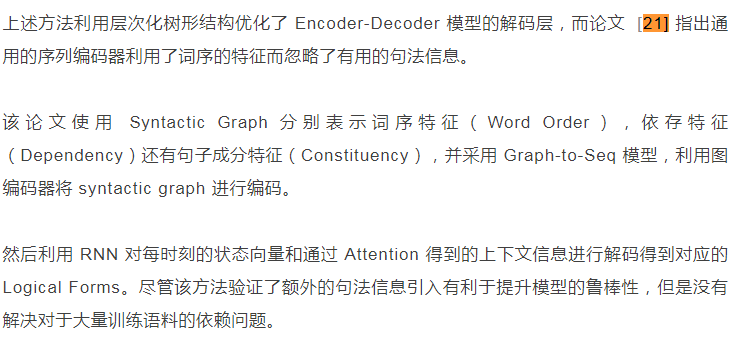 上述方法利用层次化树形结构优化了 Encoder-Decoder 模型的解码层，而论文 [21] 指出通
用的序列编码器利用了词序的特征而忽略了有用的句法信息。
该论文使用 Syntactic Graph 分别表示词序特征（Word Order），依存特征
（Dependency）还有句子成分特征（Constituency），并采用 Graph-to-Seq 模型，利用图
编码器将 syntactic graph 进行编码。
然后利用 RNN 对每时刻的状态向量和通过 Attention 得到的上下文信息进行解码得到对应的
Logical Forms。尽管该方法验证了额外的句法信息引入有利于提升模型的鲁棒性，但是没有
解决对于大量训练语料的依赖问题。